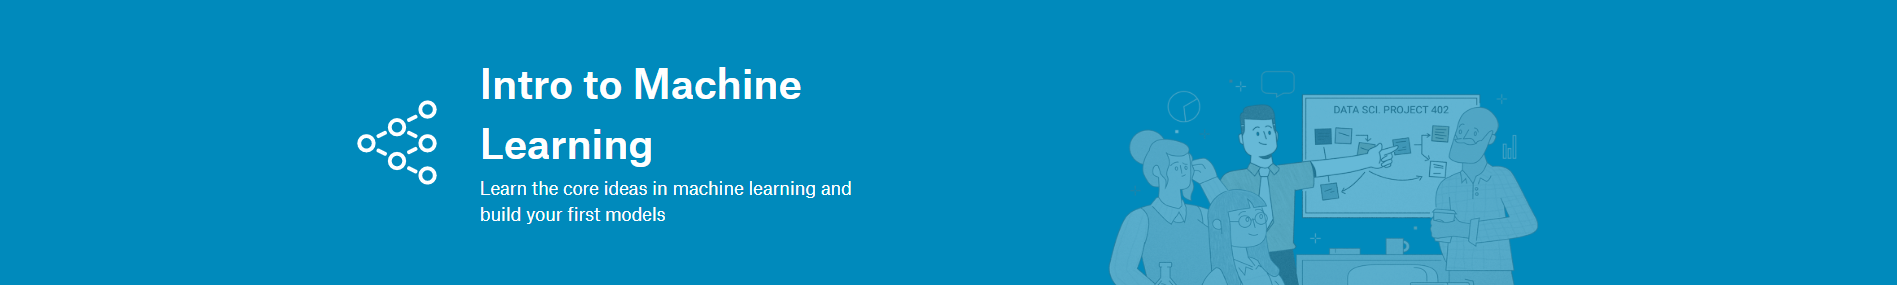 Intro to Machine
Learning
Learn the core ideas in machine learning and
build your first models
DATA SCI. PROJECT 402